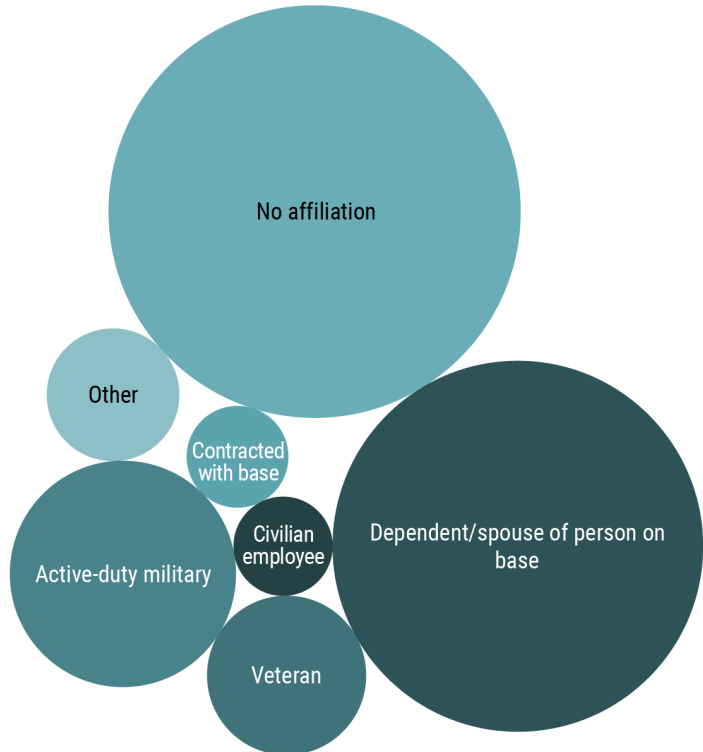 No affiliation
Other
Contracted
with base
Civilian
employee
Dependent/spouse of person on
base
Active-duty military
Veteran